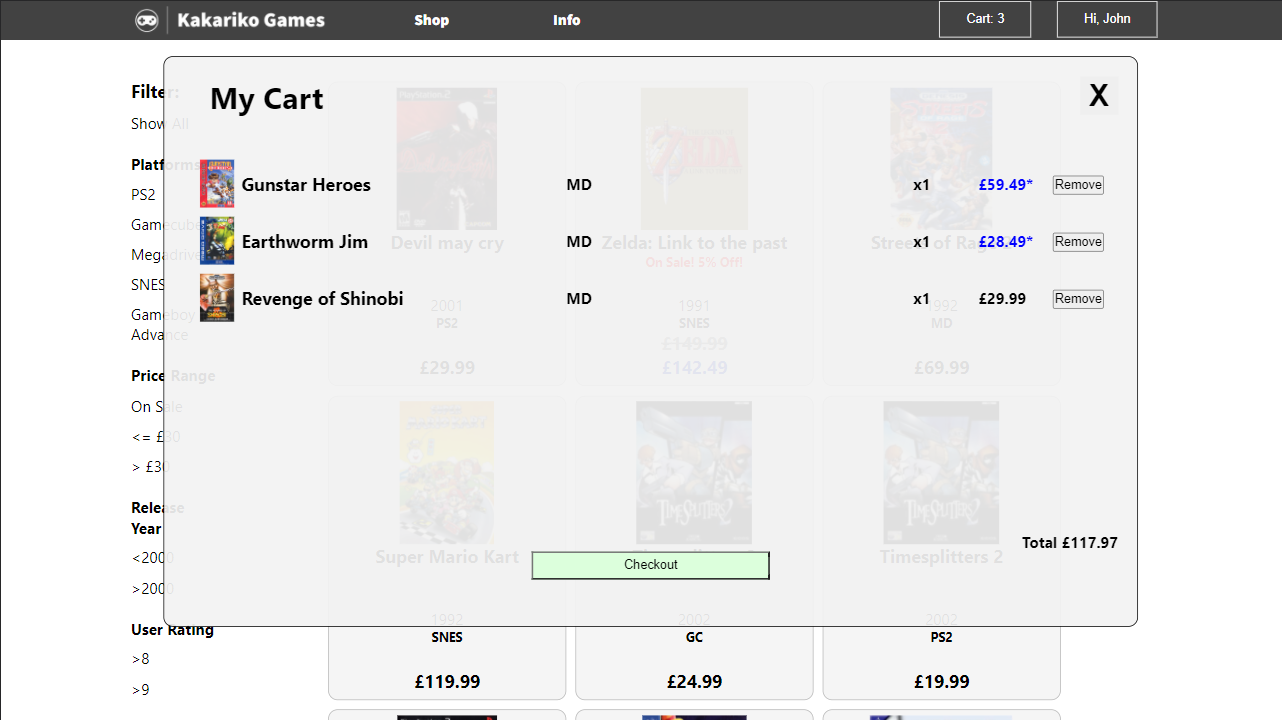 Kakariko Games Shop Info Cart: 3 Hi, John
My Cart X
Gunstar Heroes MD x1 £59.49* Remove
Earthworm Jim MD x1 £28.49* Remove
Revenge of Shinobi MD x1 £29.99 Remove
Total £117.97
Checkout
Filter:
Show All
Platforms
PS2
Gamecube
Megadrive
SNES
Gameboy
Advance
Price Range
On Sale
<= £30
> £30
Release
Year
<2000
>2000
User Rating
>8
>9
Devil may cry
2001
PS2
£29.99
ZELDA
Zelda: Link to the past
On Sale! 5% Off!
1991
SNES
£149.99
£142.49
Streets of Rage
1992
MD
£69.99
Super Mario Kart
1992
SNES
£119.99
TIMESPLITTERS 2
2002
GC
£24.99
TIMESPLITTERS 2
Timesplitters 2
2002
PS2
£19.99